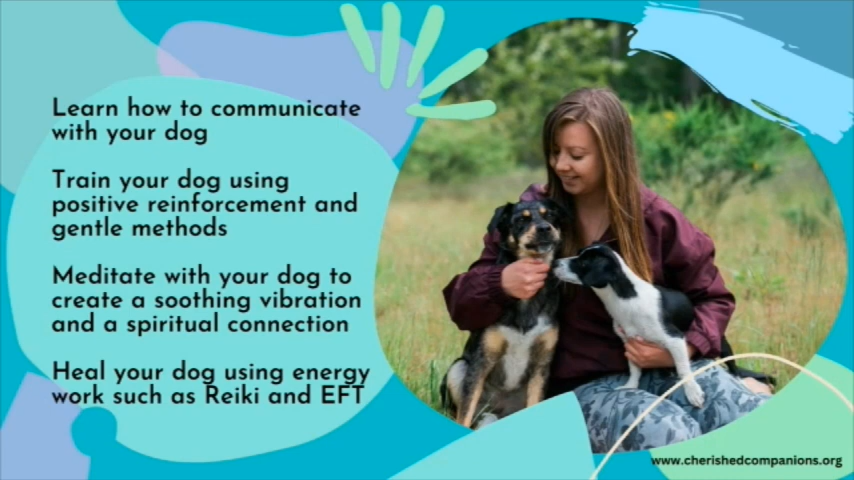 Learn how to communicate
with your dog
Train your dog using
positive reinforcement and
gentle methods
Meditate with your dog to
create a soothing vibration
and a spiritual connection
Heal your dog using energy
work such as Reiki and EFT
www.cherishedcompanions.org